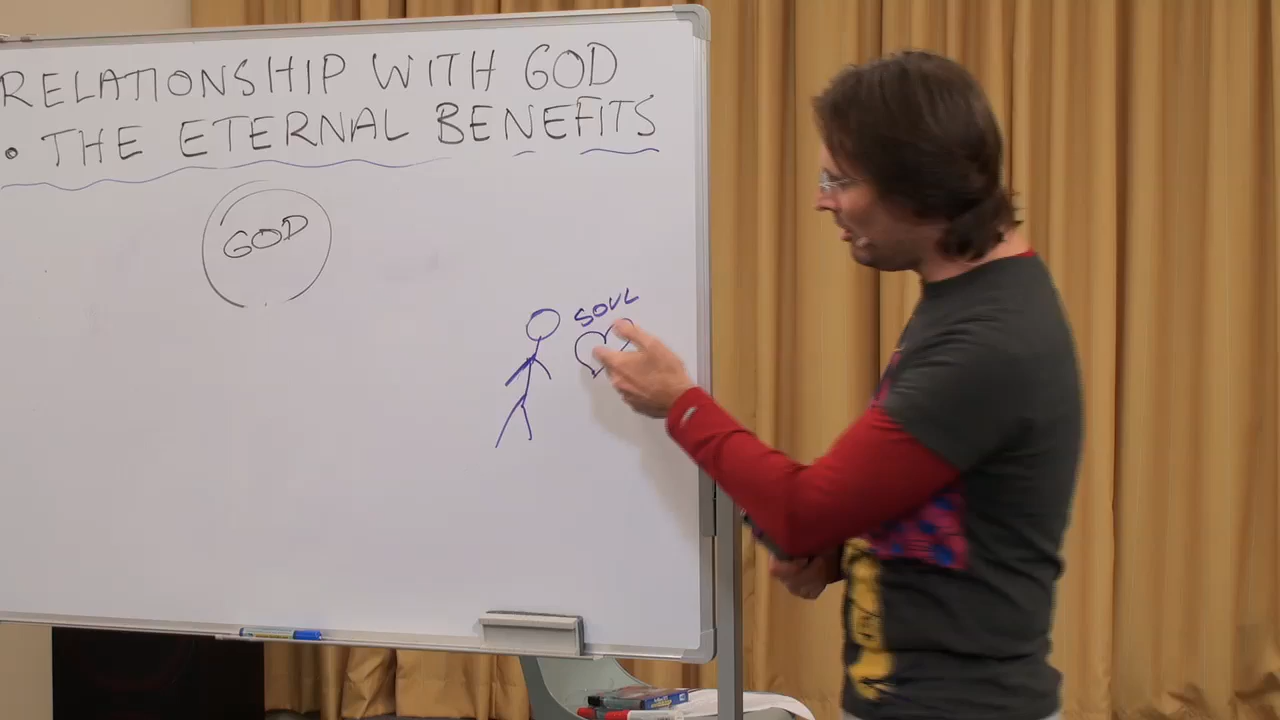 RELATIONSHIP WITH GOD
• THE ETERNAL BENEFITS
GOD
SOUL